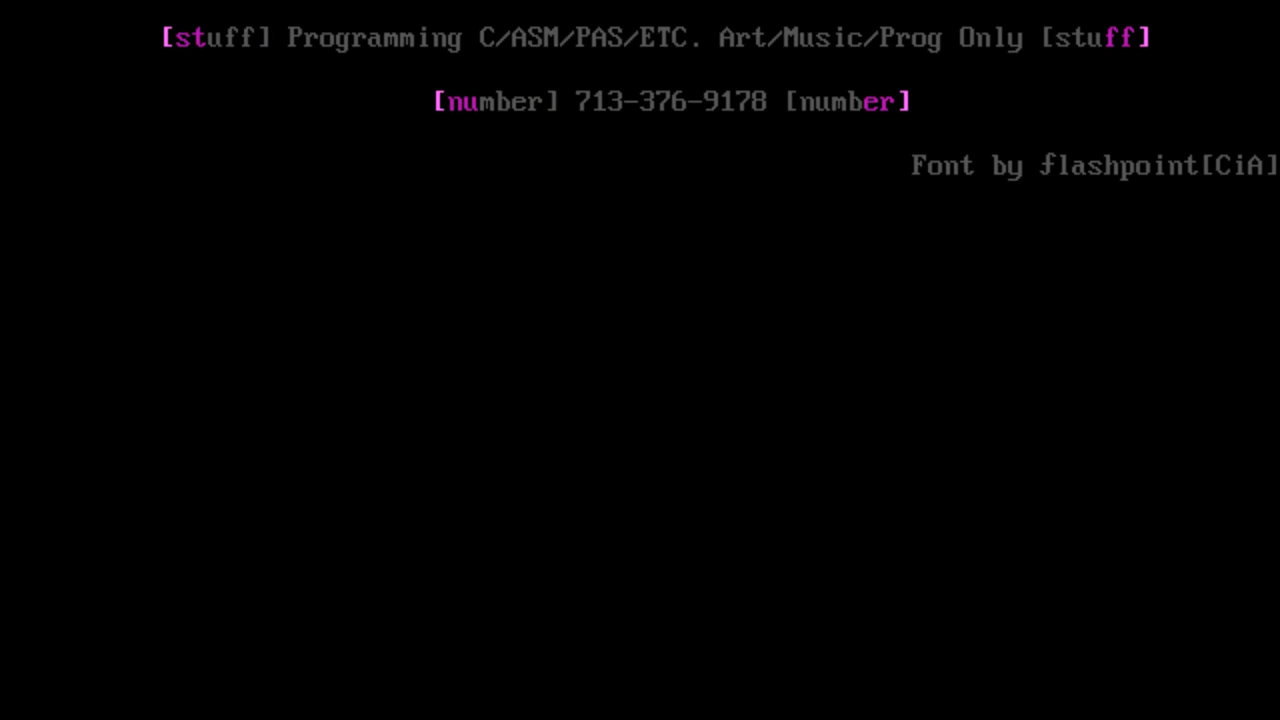 [stuff] Programming C/ASM/PAS/ETC. Art/Music/Prog Only [stuff]
[number] 713-376-9178 [number]
Font by flashpoint[CiA]